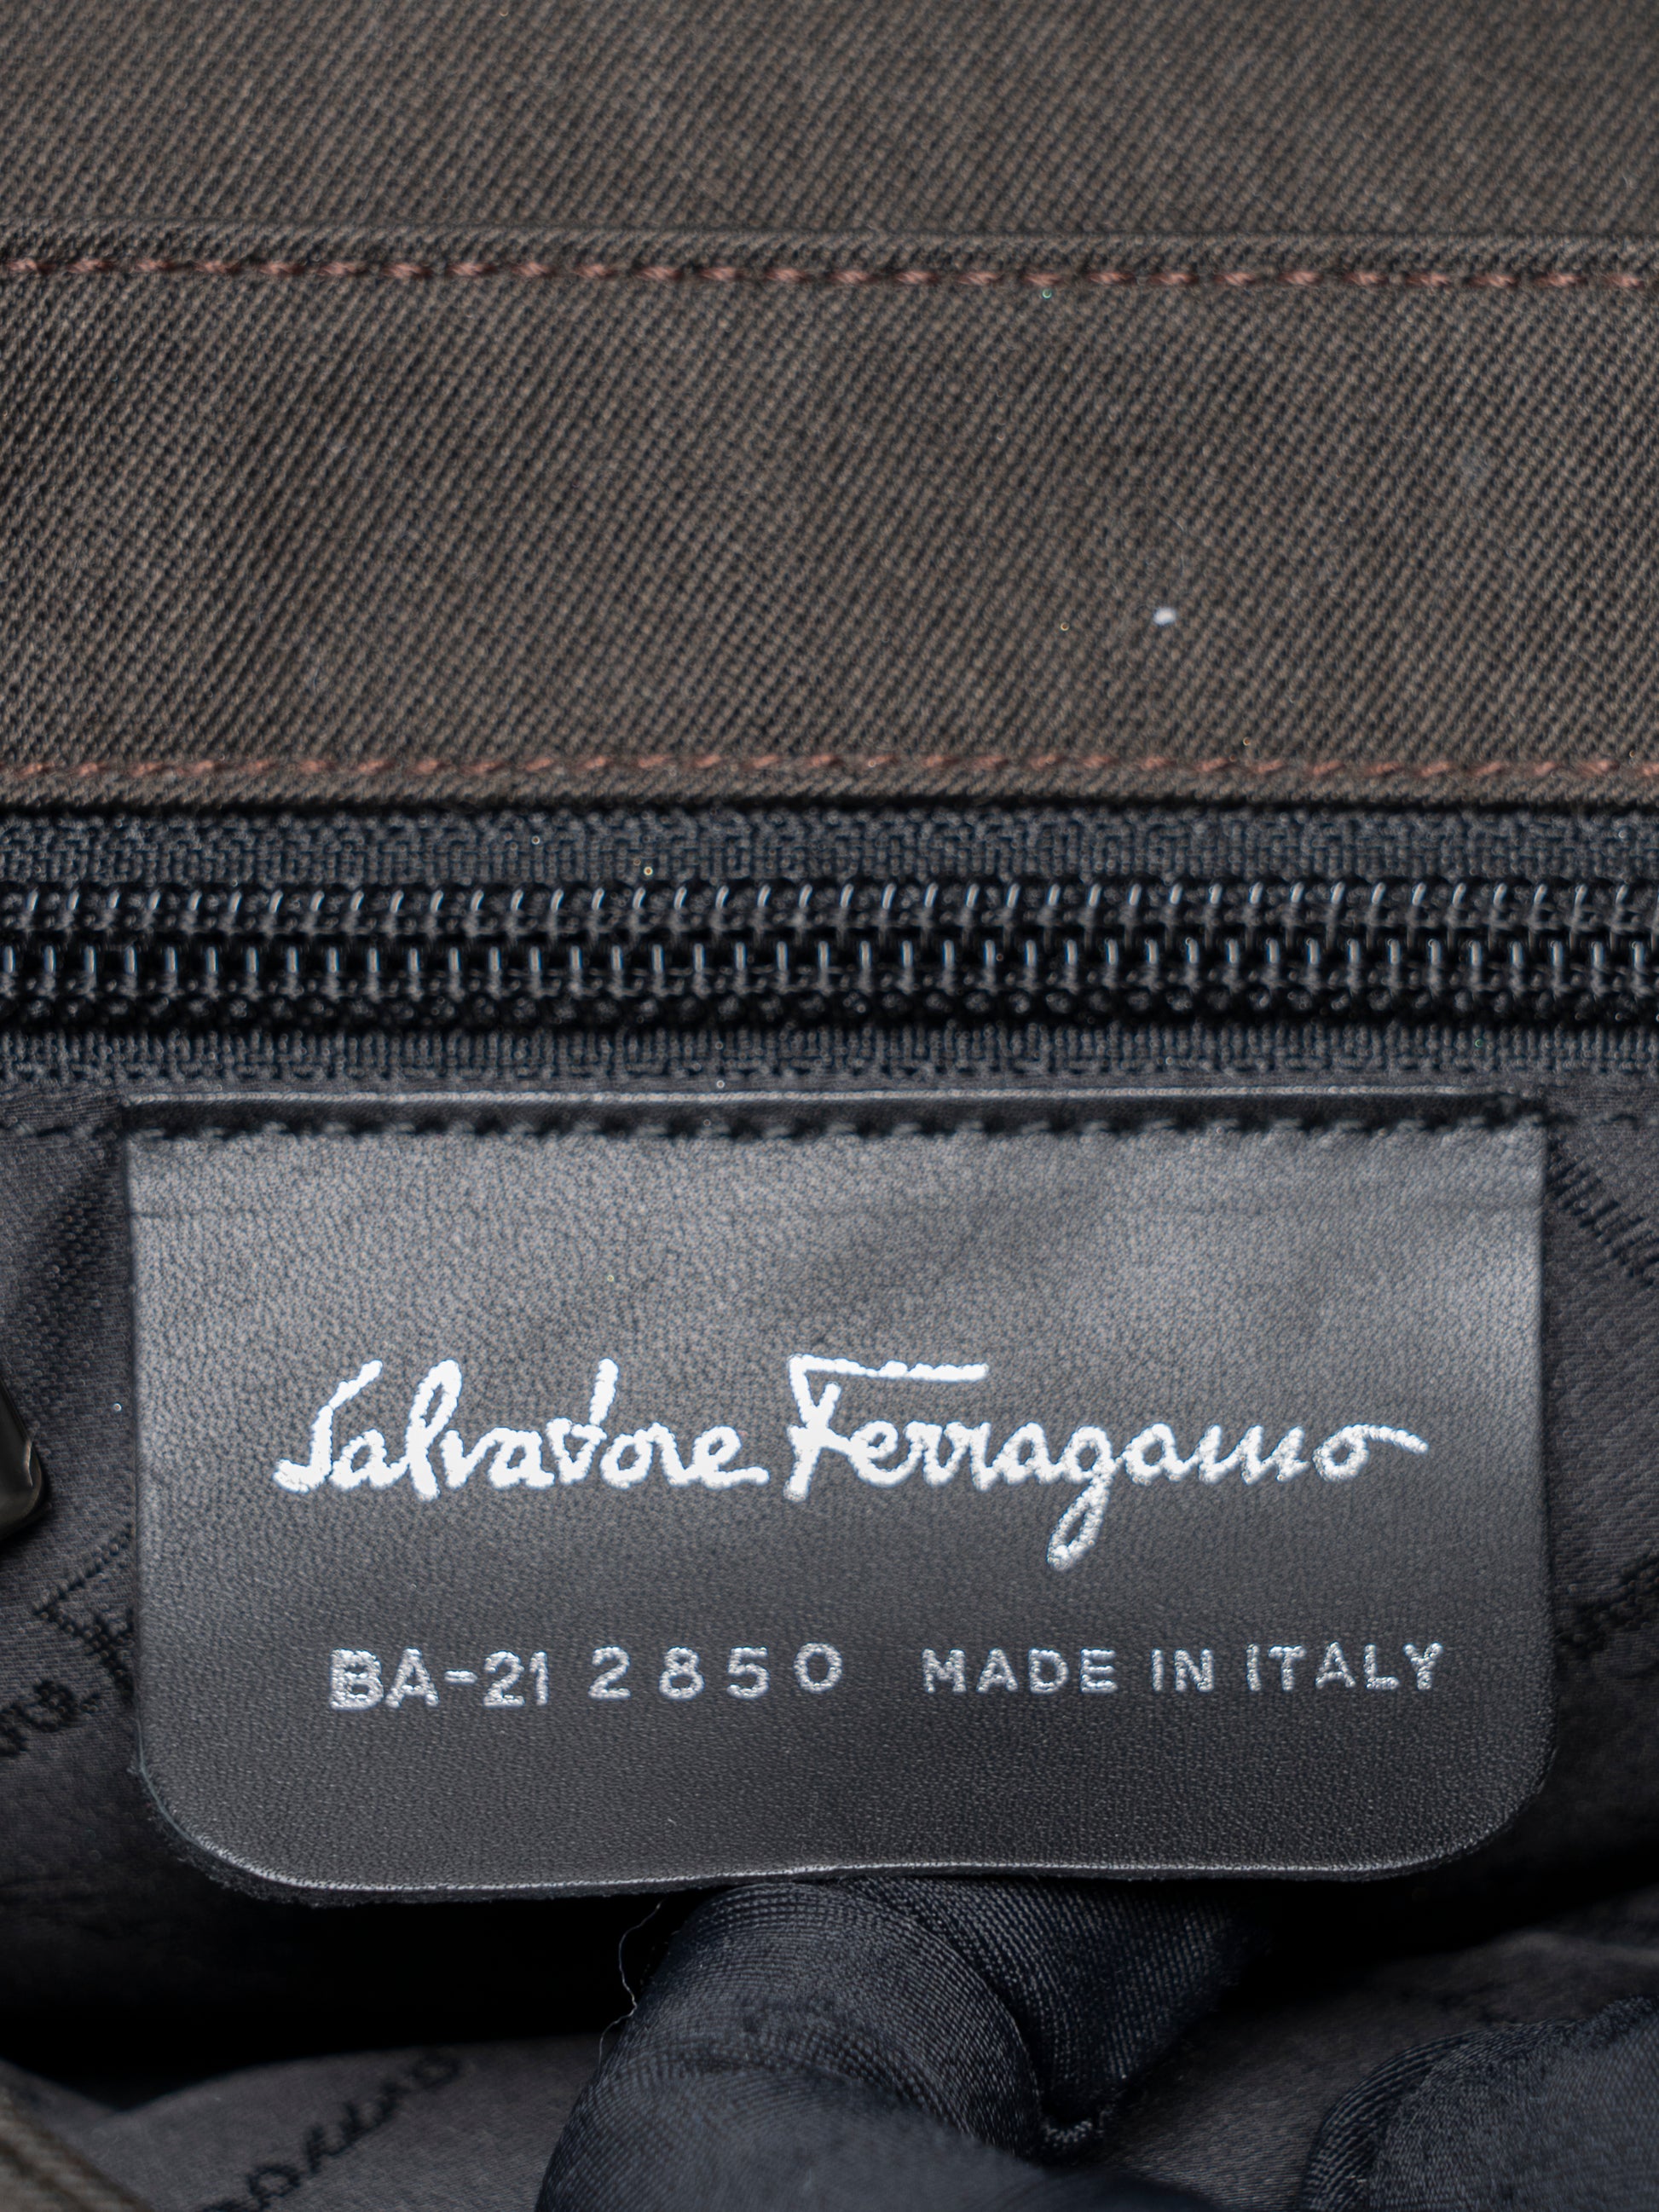 Salvatore Ferragamo
BA-21 2850 MADE IN ITALY